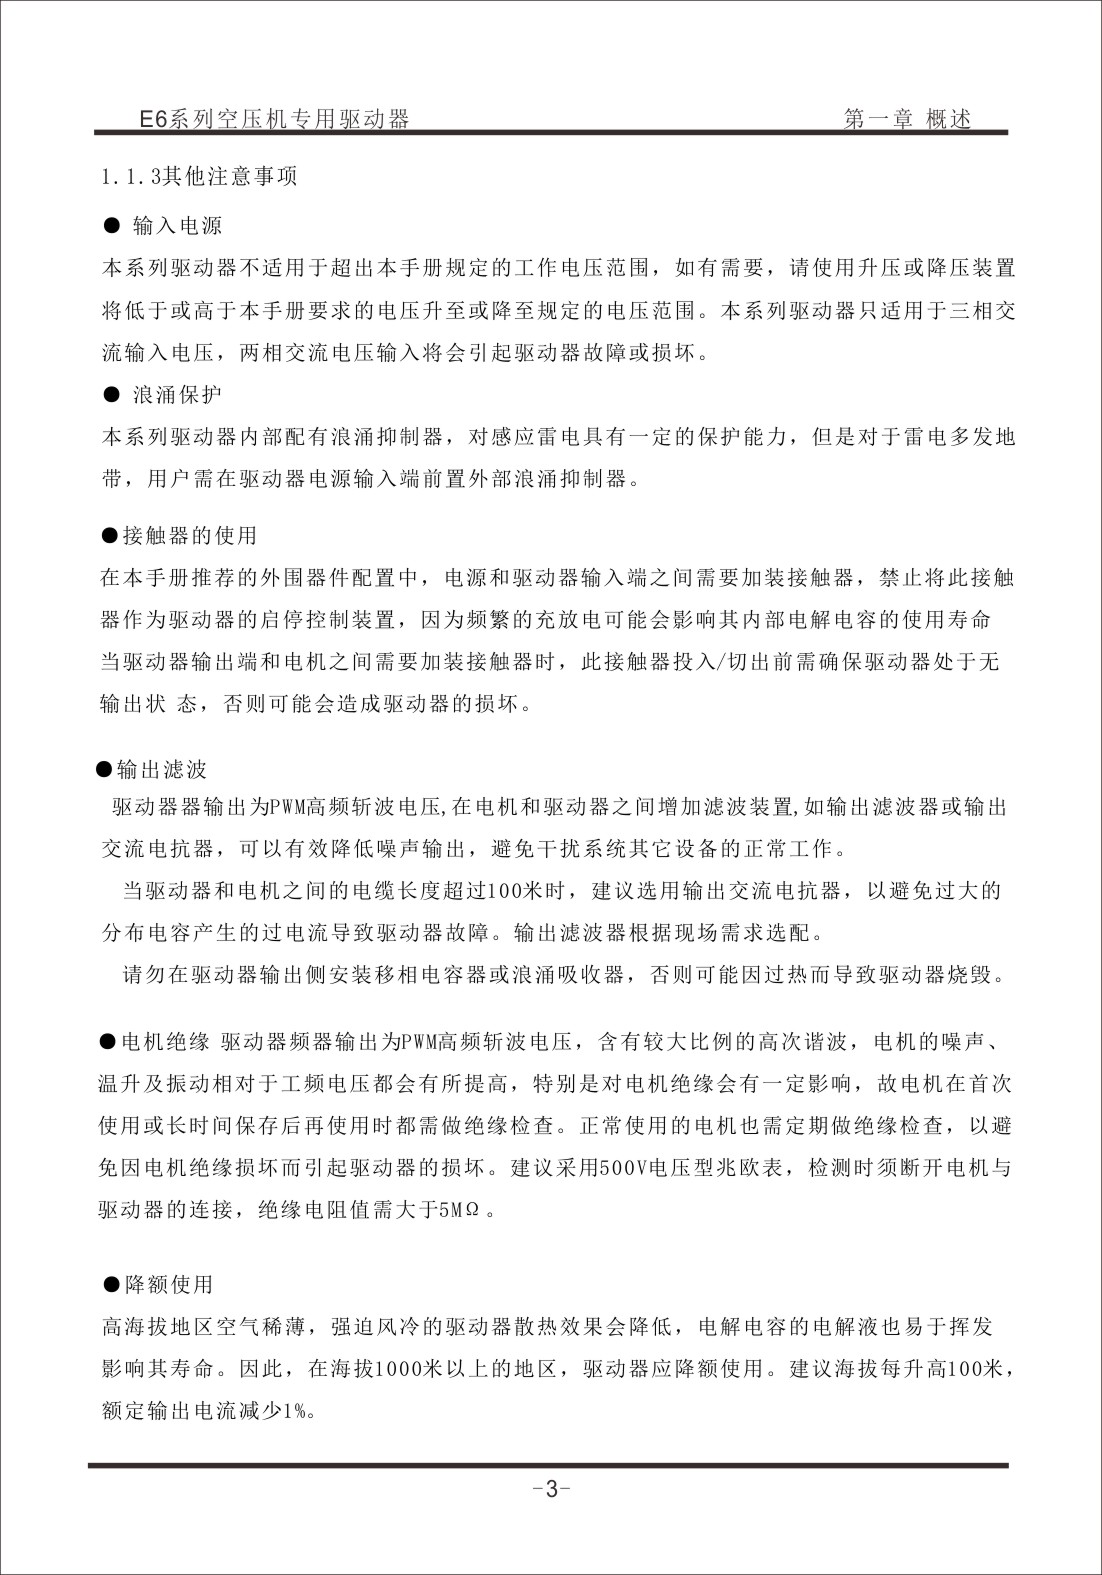 E6系列空压机专用驱动器 第一章 概述
1.1.3其他注意事项
● 输入电源
本系列驱动器不适用于超出本手册规定的工作电压范围，如有需要，请使用升压或降压装置
将低于或高于本手册要求的电压升至或降至规定的电压范围。本系列驱动器只适用于三相交
流输入电压，两相交流电压输入将会引起驱动器故障或损坏。
● 浪涌保护
本系列驱动器内部配有浪涌抑制器，对感应雷电具有一定的保护能力，但是对于雷电多发地
带，用户需在驱动器电源输入端前置外部浪涌抑制器。
●接触器的使用
在本手册推荐的外围器件配置中，电源和驱动器输入端之间需要加装接触器，禁止将此接触
器作为驱动器的启停控制装置，因为频繁的充放电可能会影响其内部电解电容的使用寿命
当驱动器输出端和电机之间需要加装接触器时，此接触器投入/切出前需确保驱动器处于无
输出状 态，否则可能会造成驱动器的损坏。
●输出滤波
驱动器器输出为PWM高频斩波电压,在电机和驱动器之间增加滤波装置,如输出滤波器或输出
交流电抗器，可以有效降低噪声输出，避免干扰系统其它设备的正常工作。
当驱动器和电机之间的电缆长度超过100米时，建议选用输出交流电抗器，以避免过大的
分布电容产生的过电流导致驱动器故障。输出滤波器根据现场需求选配。
请勿在驱动器输出侧安装移相电容器或浪涌吸收器，否则可能因过热而导致驱动器烧毁。
●电机绝缘 驱动器频器输出为PWM高频斩波电压，含有较大比例的高次谐波，电机的噪声、
温升及振动相对于工频电压都会有所提高，特别是对电机绝缘会有一定影响，故电机在首次
使用或长时间保存后再使用时都需做绝缘检查。正常使用的电机也需定期做绝缘检查，以避
免因电机绝缘损坏而引起驱动器的损坏。建议采用500V电压型兆欧表，检测时须断开电机与
驱动器的连接，绝缘电阻值需大于5MΩ。
●降额使用
高海拔地区空气稀薄，强迫风冷的驱动器散热效果会降低，电解电容的电解液也易于挥发
影响其寿命。因此，在海拔1000米以上的地区，驱动器应降额使用。建议海拔每升高100米，
额定输出电流减少1%。
-3-